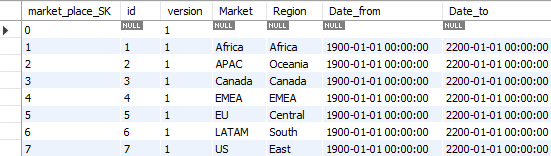 market_place_SK id version Market Region Date_from Date_to
0 NULL 1 NULL NULL NULL NULL
1 1 1 Africa Africa 1900-01-01 00:00:00 2200-01-01 00:00:00
2 2 1 APAC Oceania 1900-01-01 00:00:00 2200-01-01 00:00:00
3 3 1 Canada Canada 1900-01-01 00:00:00 2200-01-01 00:00:00
4 4 1 EMEA EMEA 1900-01-01 00:00:00 2200-01-01 00:00:00
5 5 1 EU Central 1900-01-01 00:00:00 2200-01-01 00:00:00
6 6 1 LATAM South 1900-01-01 00:00:00 2200-01-01 00:00:00
7 7 1 US East 1900-01-01 00:00:00 2200-01-01 00:00:00